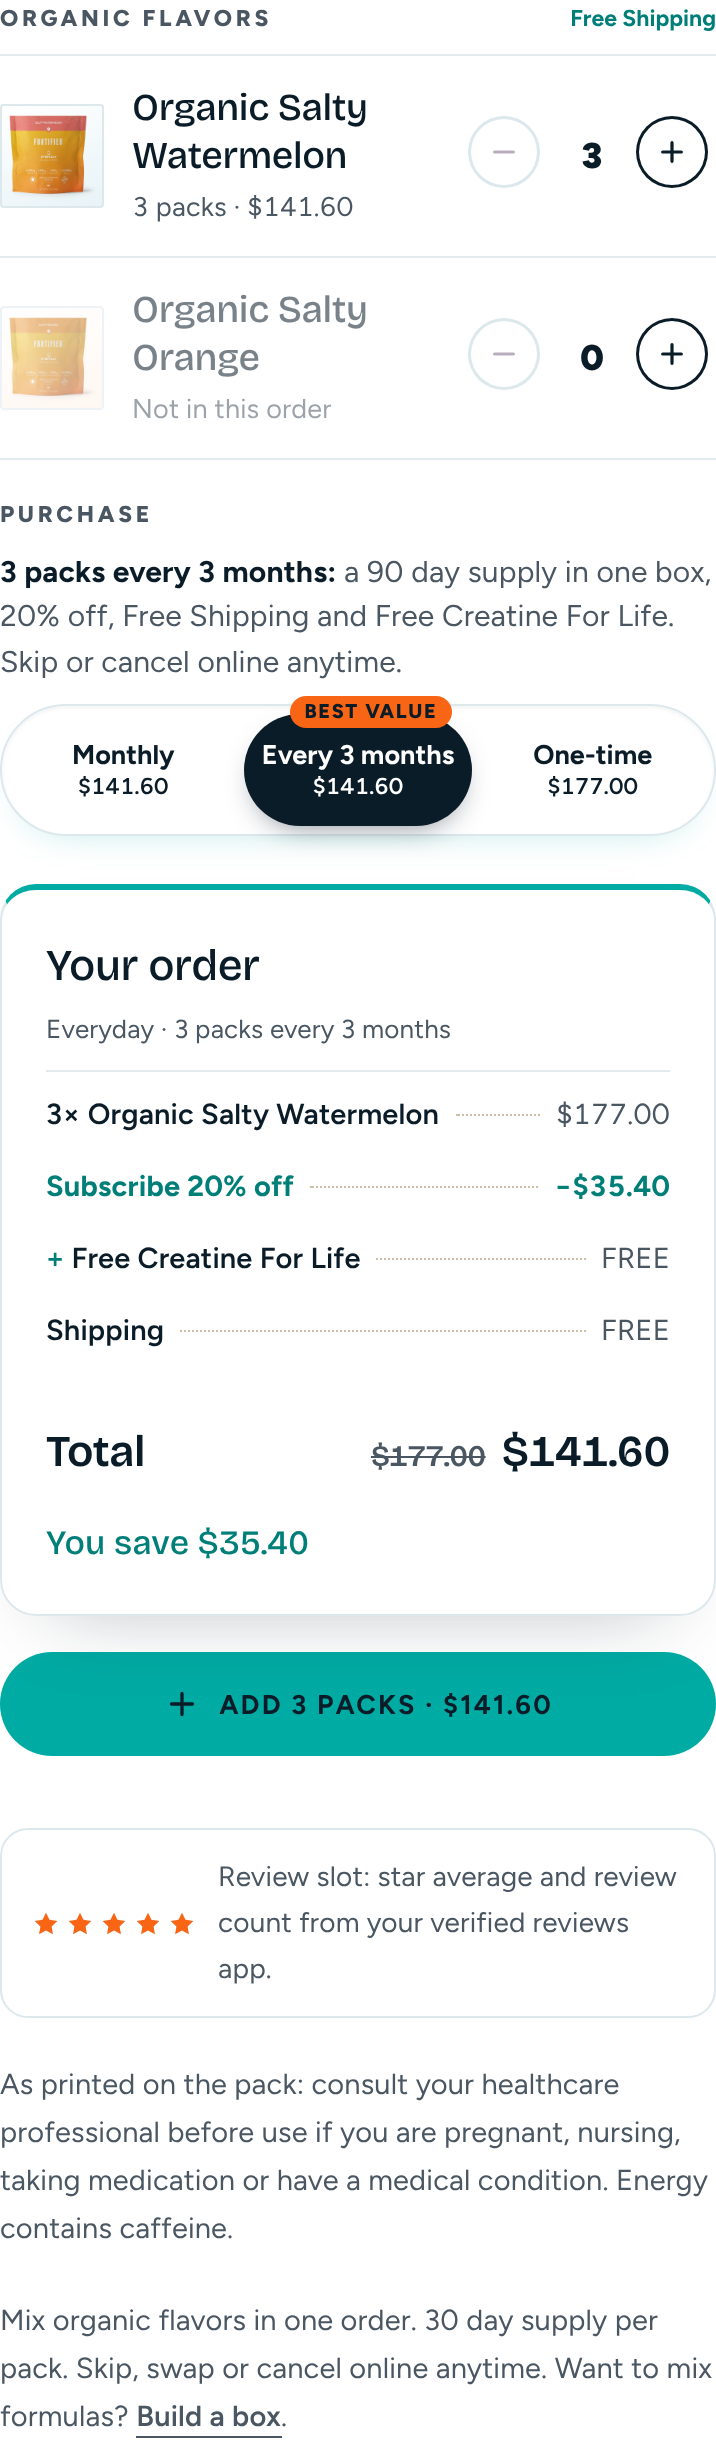 ORGANIC FLAVORS
Free Shipping
FORTIFIED
Organic Salty
Watermelon
3 packs · $141.60
3
FORTIFIED
Organic Salty
Orange
Not in this order
0
PURCHASE
3 packs every 3 months: a 90 day supply in one box,
20% off, Free Shipping and Free Creatine For Life.
Skip or cancel online anytime.
BEST VALUE
Monthly
$141.60
Every 3 months
$141.60
One-time
$177.00
Your order
Everyday · 3 packs every 3 months
3× Organic Salty Watermelon $177.00
Subscribe 20% off -$35.40
+ Free Creatine For Life FREE
Shipping FREE
Total $177.00 $141.60
You save $35.40
+ ADD 3 PACKS · $141.60
Review slot: star average and review
count from your verified reviews
app.
As printed on the pack: consult your healthcare
professional before use if you are pregnant, nursing,
taking medication or have a medical condition. Energy
contains caffeine.
Mix organic flavors in one order. 30 day supply per
pack. Skip, swap or cancel online anytime. Want to mix
formulas? Build a box.